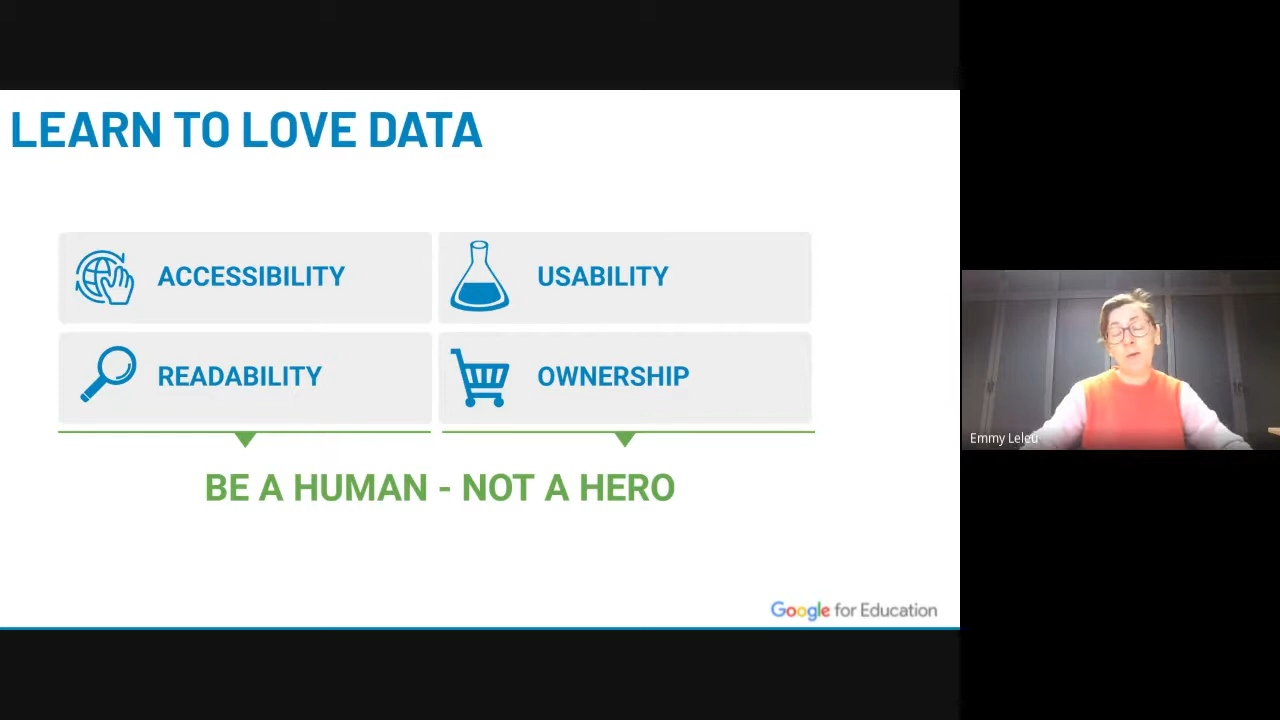 LEARN TO LOVE DATA
ACCESSIBILITY
USABILITY
READABILITY
OWNERSHIP
BE A HUMAN - NOT A HERO
Google for Education
Emmy Leleu